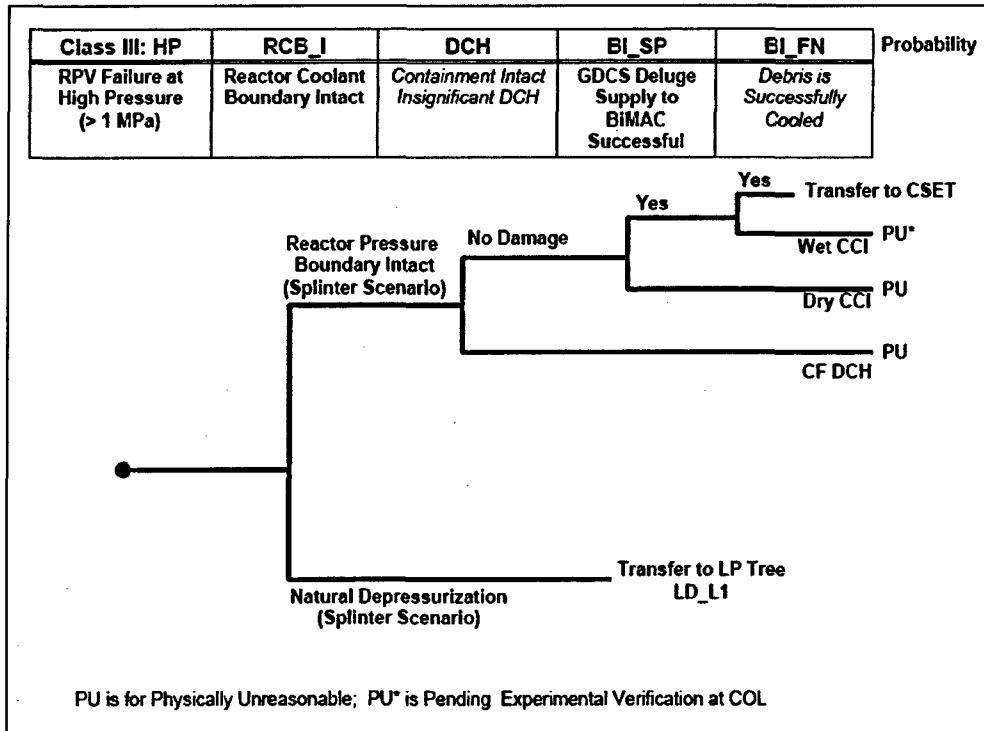 Class III: HP
RCB_I
DCH
BI_SP
BI_FN
Probability
RPV Failure at
High Pressure
(> 1 MPa)
Reactor Coolant
Boundary Intact
Containment Intact
Insignificant DCH
GDCS Deluge
Supply to
BiMAC
Successful
Debris is
Successfully
Cooled
Yes
Transfer to CSET
Yes
PU*
Wet CCI
No Damage
Reactor Pressure
Boundary Intact
(Splinter Scenario)
PU
Dry CCI
PU
CF DCH
Transfer to LP Tree
LD_L1
Natural Depressurization
(Splinter Scenario)
PU is for Physically Unreasonable; PU* is Pending Experimental Verification at COL